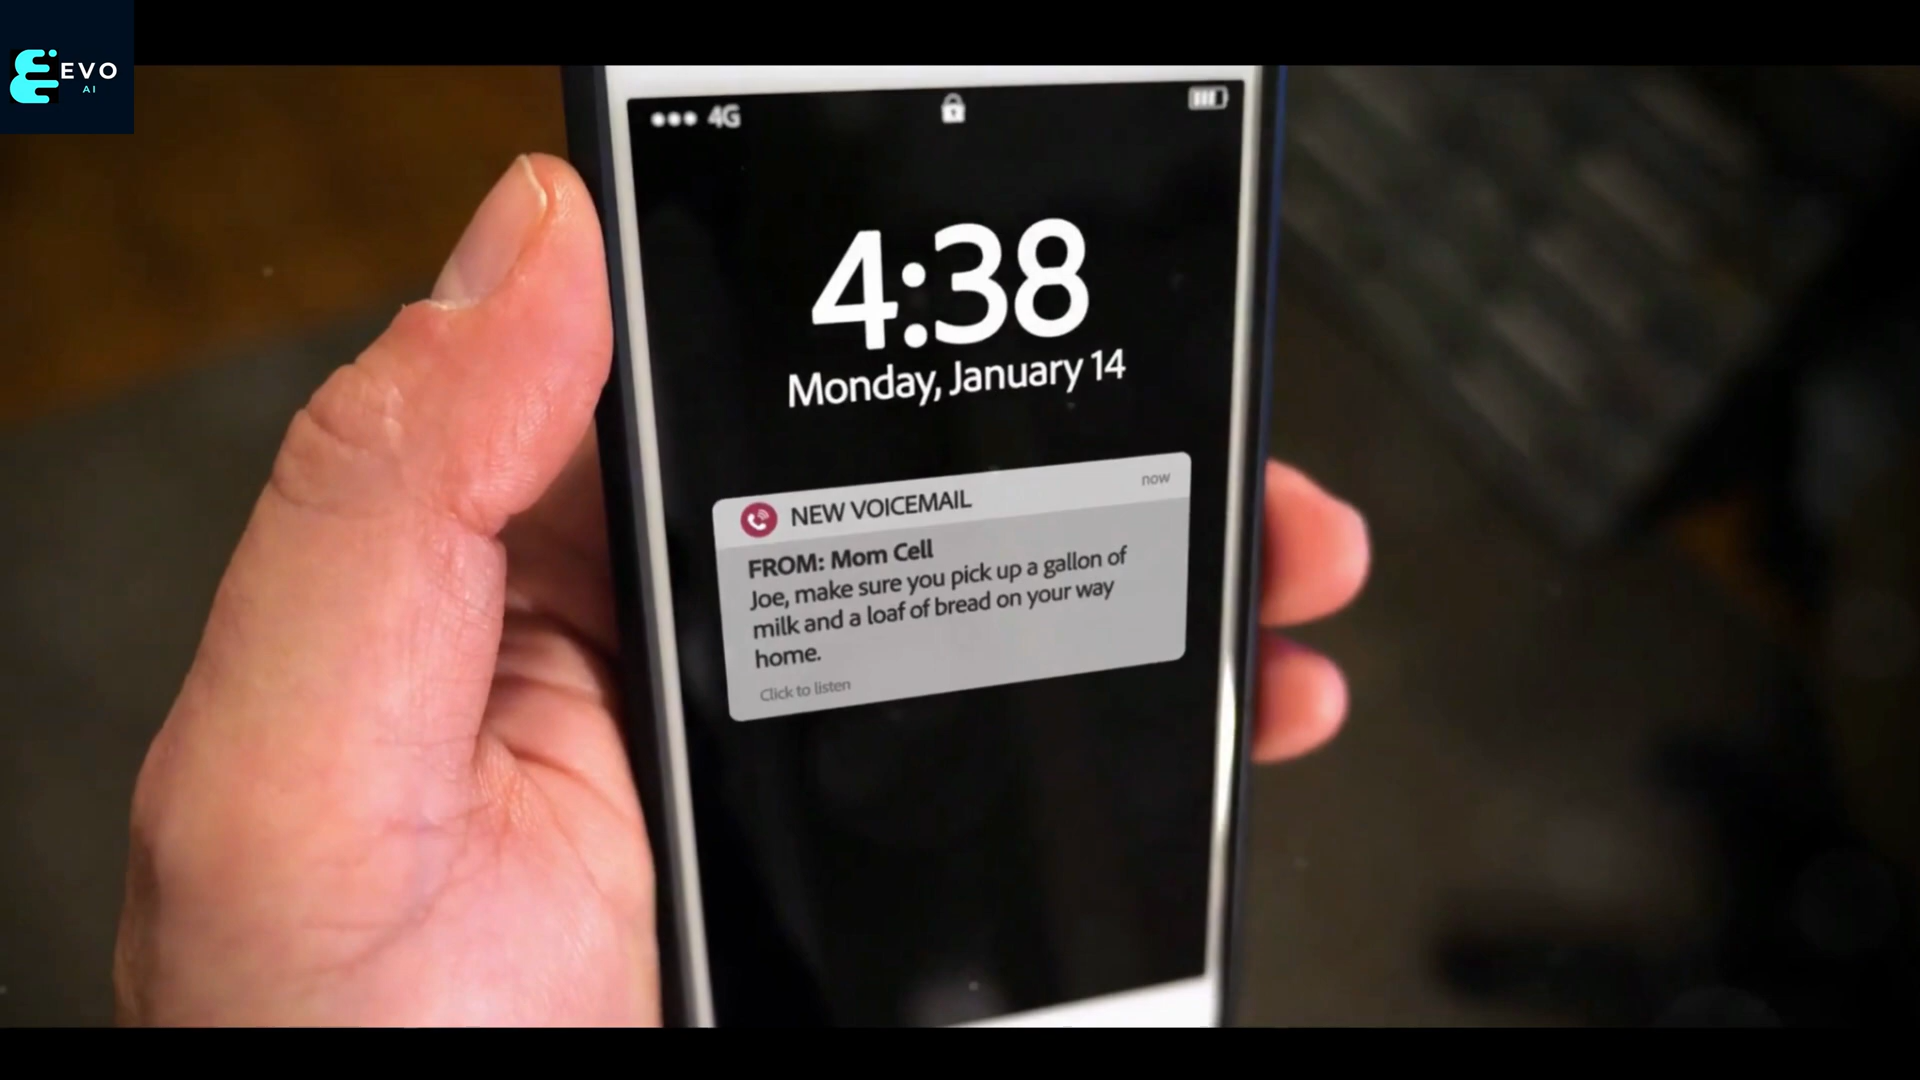 EVO
AI
4G
4:38
Monday, January 14
NEW VOICEMAIL
now
FROM: Mom Cell
Joe, make sure you pick up a gallon of
milk and a loaf of bread on your way
home.
Click to listen